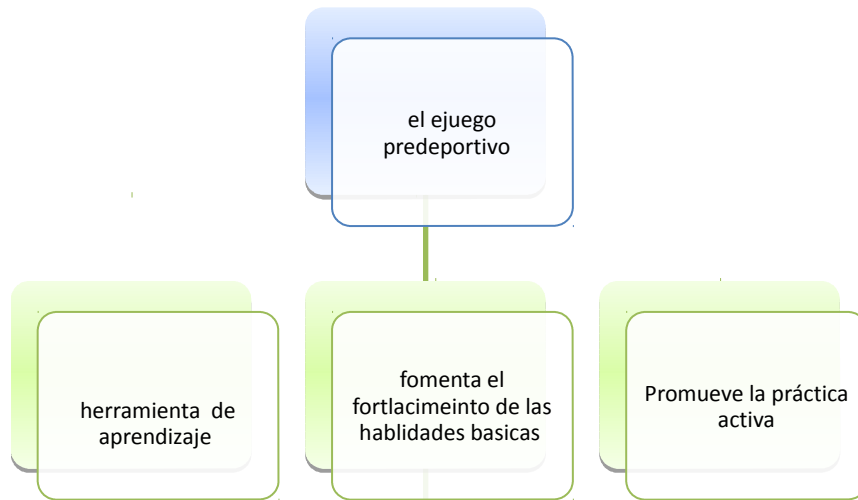 el ejuego
predeportivo
herramienta de
aprendizaje
fomenta el
fortlacimeinto de las
hablidades basicas
Promueve la práctica
activa